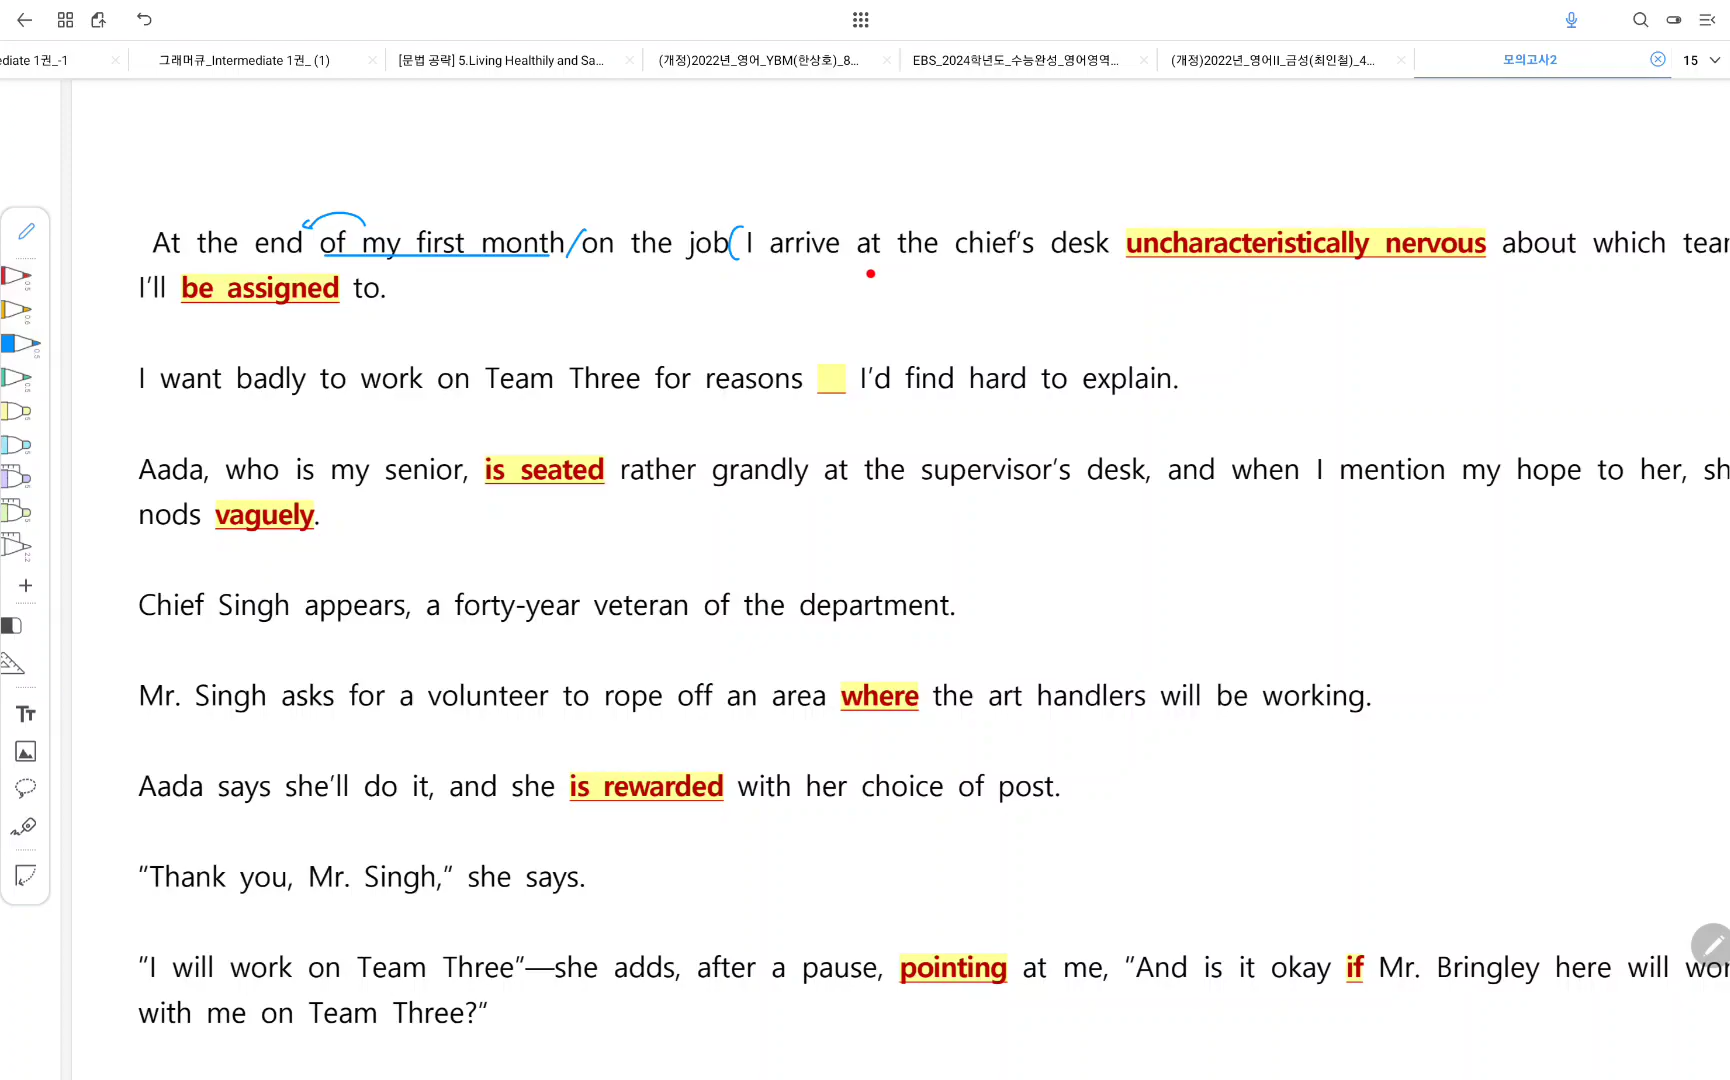 ediate 1권_-1
그래머큐_Intermediate 1권_ (1)
[문법 공략] 5.Living Healthily and Sa...
(개정)2022년_영어_YBM(한상호)_8...
EBS_2024학년도_수능완성_영어영역...
(개정)2022년_영어II_금성(최인철)_4...
모의고사2
15
At the end of my first month on the job I arrive at the chief's desk uncharacteristically nervous about which
I'll be assigned to.
I want badly to work on Team Three for reasons I'd find hard to explain.
Aada, who is my senior, is seated rather grandly at the supervisor's desk, and when I mention my hope to her,
nods vaguely.
Chief Singh appears, a forty-year veteran of the department.
Mr. Singh asks for a volunteer to rope off an area where the art handlers will be working.
Aada says she'll do it, and she is rewarded with her choice of post.
"Thank you, Mr. Singh," she says.
"I will work on Team Three"—she adds, after a pause, pointing at me, "And is it okay if Mr. Bringley here will
with me on Team Three?"
Tт